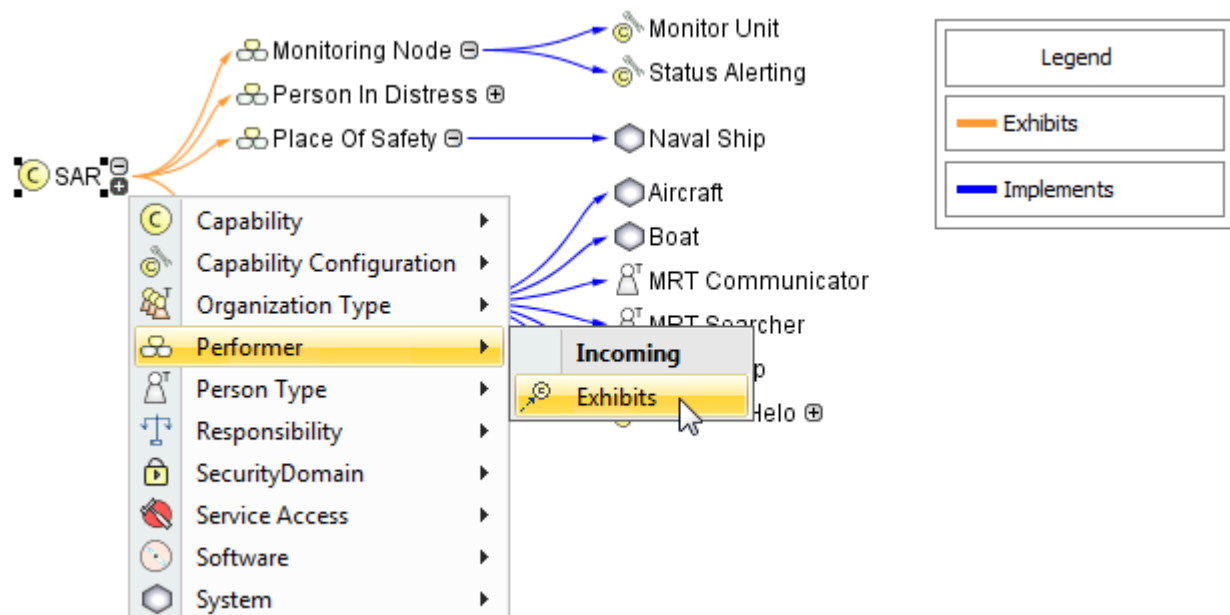 Monitor Unit
Monitoring Node
Legend
Status Alerting
Person In Distress
Exhibits
Place Of Safety
Naval Ship
SAR
Implements
Aircraft
Capability
Boat
Capability Configuration
MRT Communicator
Organization Type
MRT Searcher
Performer
Incoming
Person Type
Exhibits
Helo
Responsibility
SecurityDomain
Service Access
Software
System